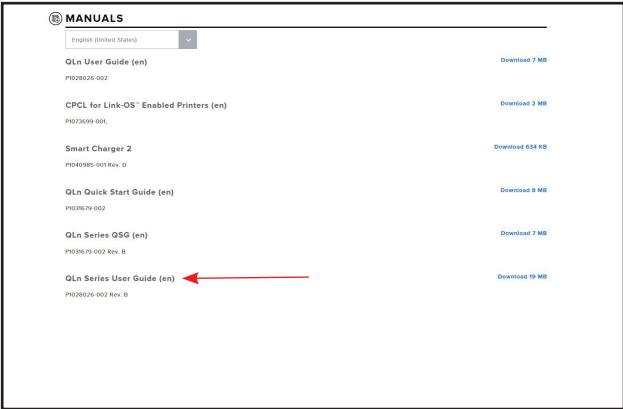 MANUALS
English (United States)
QLn User Guide (en) Download 7 MB
P1028026-002
CPCL for Link-OS™ Enabled Printers (en) Download 2 MB
P1073699-001,
Smart Charger 2 Download 634 KB
P1040985-001 Rev. D
QLn Quick Start Guide (en) Download 8 MB
P1031679-002
QLn Series QSG (en) Download 7 MB
P1031679-002 Rev. B
QLn Series User Guide (en) Download 19 MB
P1028026-002 Rev. B